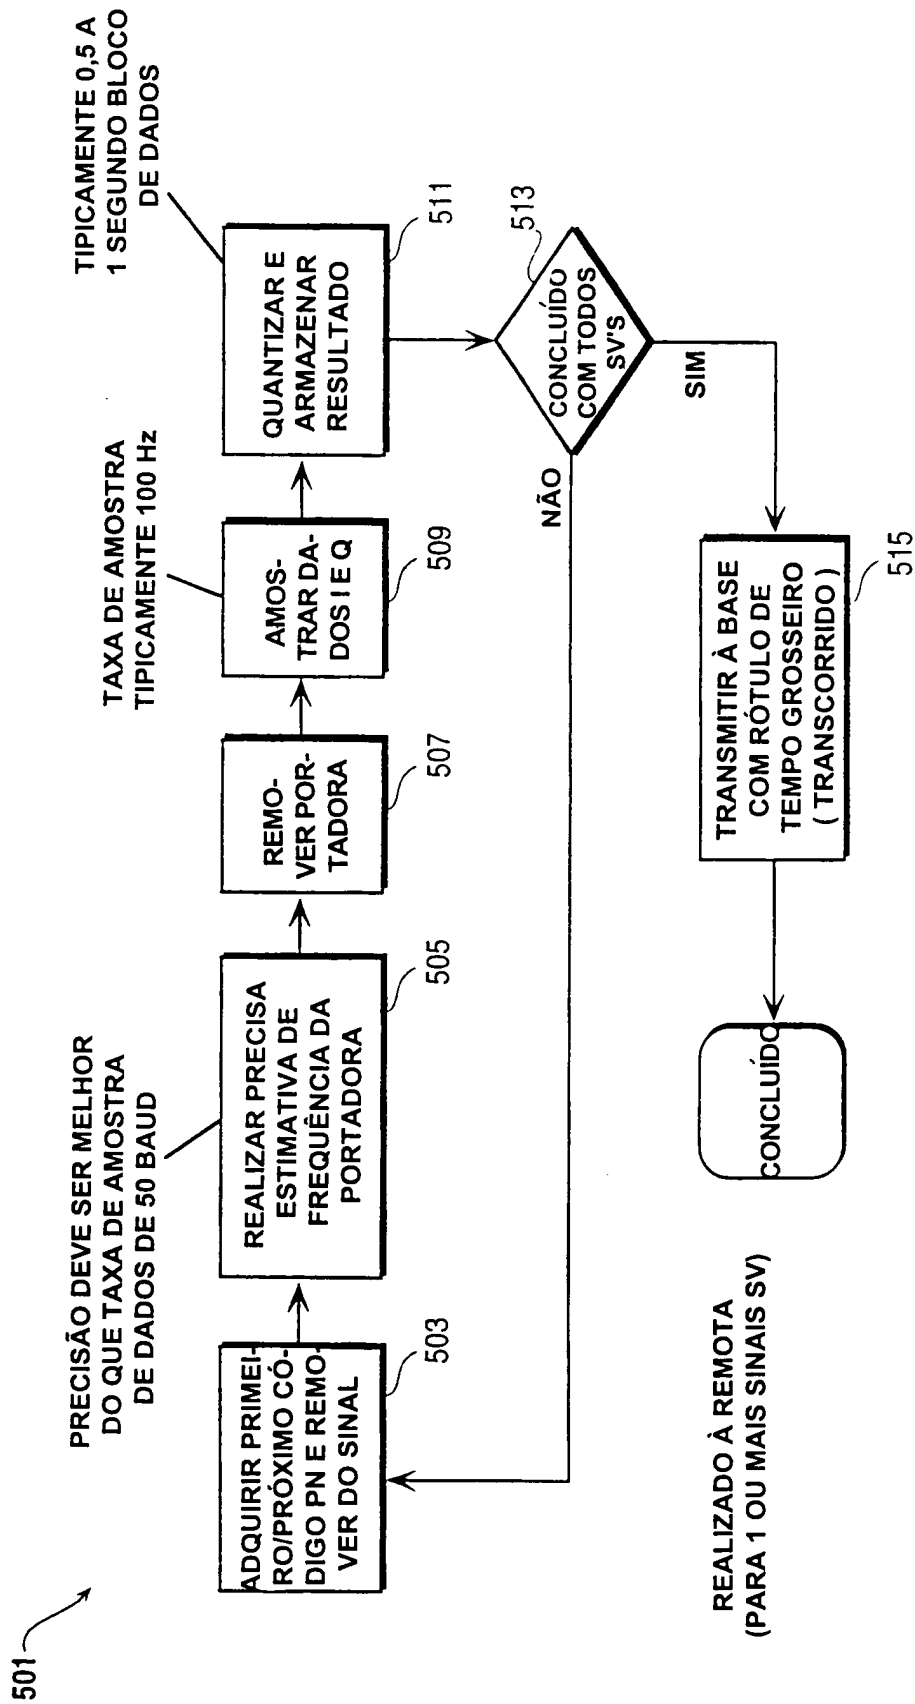 501
PRECISÃO DEVE SER MELHOR
DO QUE TAXA DE AMOSTRA
DE DADOS DE 50 BAUD
TAXA DE AMOSTRA
TIPICAMENTE 100 Hz
TIPICAMENTE 0,5 A
1 SEGUNDO BLOCO
DE DADOS
ADQUIRIR PRIMEI-
RO/PRÓXIMO CÓ-
DIGO PN E REMO-
VER DO SINAL
503
REALIZAR PRECISA
ESTIMATIVA DE
FREQUÊNCIA DA
PORTADORA
505
REMO-
VER POR-
TADORA
507
AMOS-
TRAR DA-
DOS I E Q
509
QUANTIZAR E
ARMAZENAR
RESULTADO
511
CONCLUÍDO
COM TODOS
SV'S
513
NÃO
SIM
TRANSMITIR À BASE
COM RÓTULO DE
TEMPO GROSSEIRO
( TRANSCORRIDO )
515
CONCLUÍDO
REALIZADO À REMOTA
(PARA 1 OU MAIS SINAIS SV)